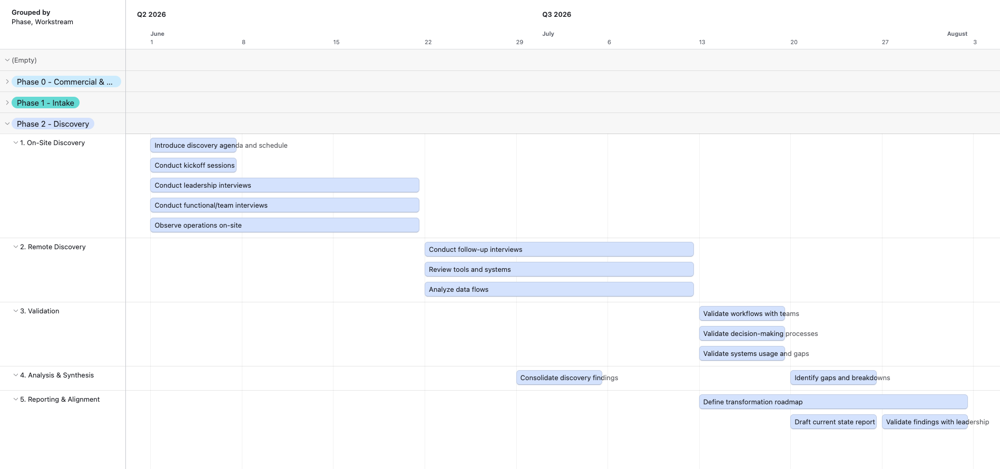 Grouped by
Phase, Workstream
Q2 2026
Q3 2026
June
July
August
1
8
15
22
29
6
13
20
27
3
(Empty)
Phase 0 - Commercial & ...
Phase 1 - Intake
Phase 2 - Discovery
1. On-Site Discovery
Introduce discovery agenda and schedule
Conduct kickoff sessions
Conduct leadership interviews
Conduct functional/team interviews
Observe operations on-site
2. Remote Discovery
Conduct follow-up interviews
Review tools and systems
Analyze data flows
3. Validation
Validate workflows with teams
Validate decision-making processes
Validate systems usage and gaps
4. Analysis & Synthesis
Consolidate discovery findings
Identify gaps and breakdowns
5. Reporting & Alignment
Define transformation roadmap
Draft current state report
Validate findings with leadership